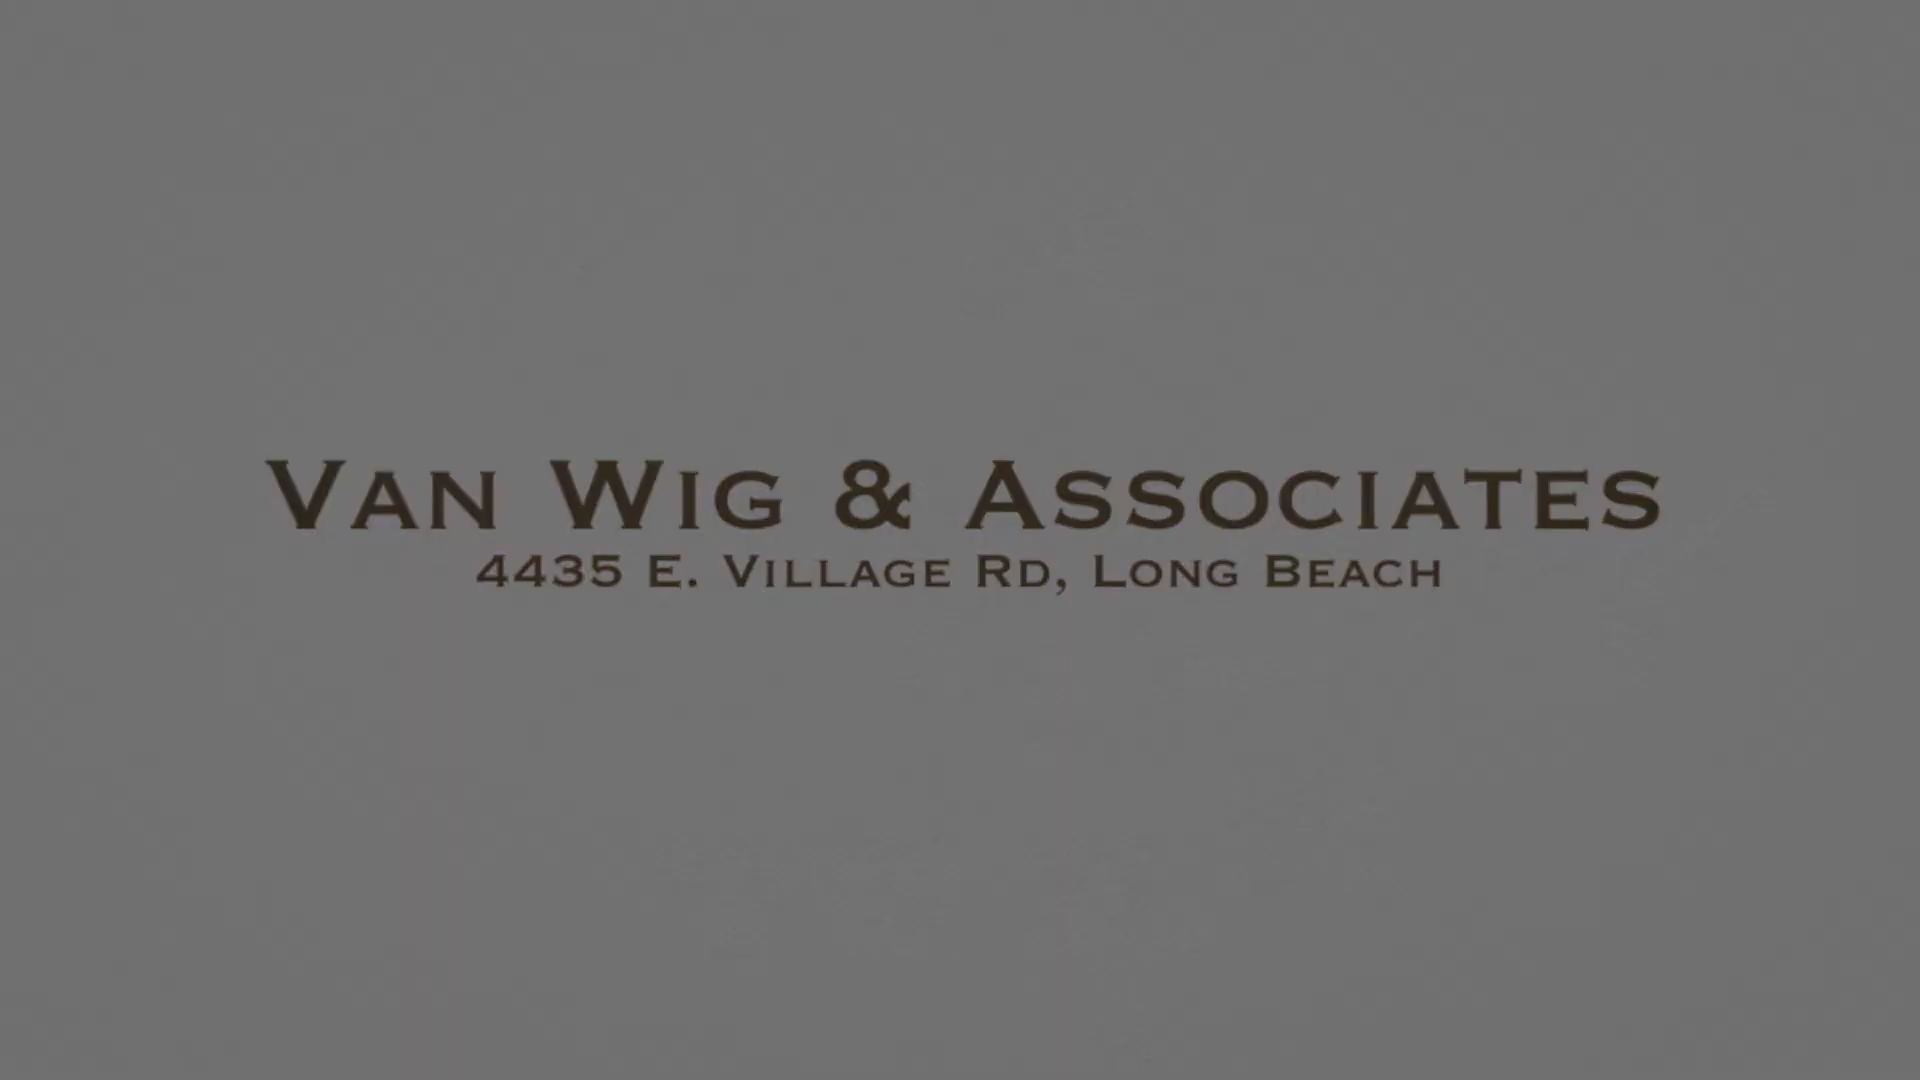 Van Wig & Associates
4435 E. Village Rd, Long Beach